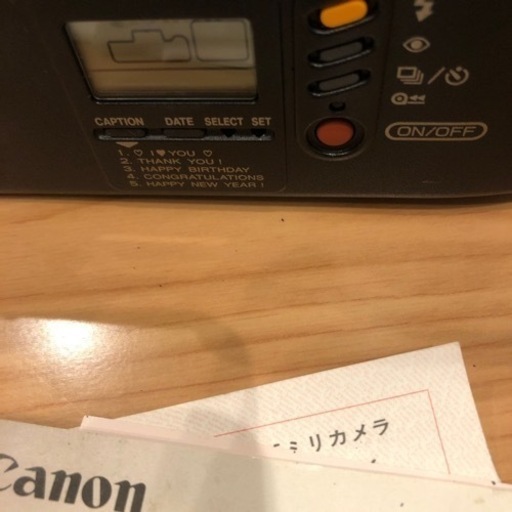 CAPTION DATE SELECT SET
1. ♡ I ♥ YOU ♡
2. THANK YOU !
3. HAPPY BIRTHDAY
4. CONGRATULATIONS
5. HAPPY NEW YEAR !
ON/OFF
ミリカメラ
Canon